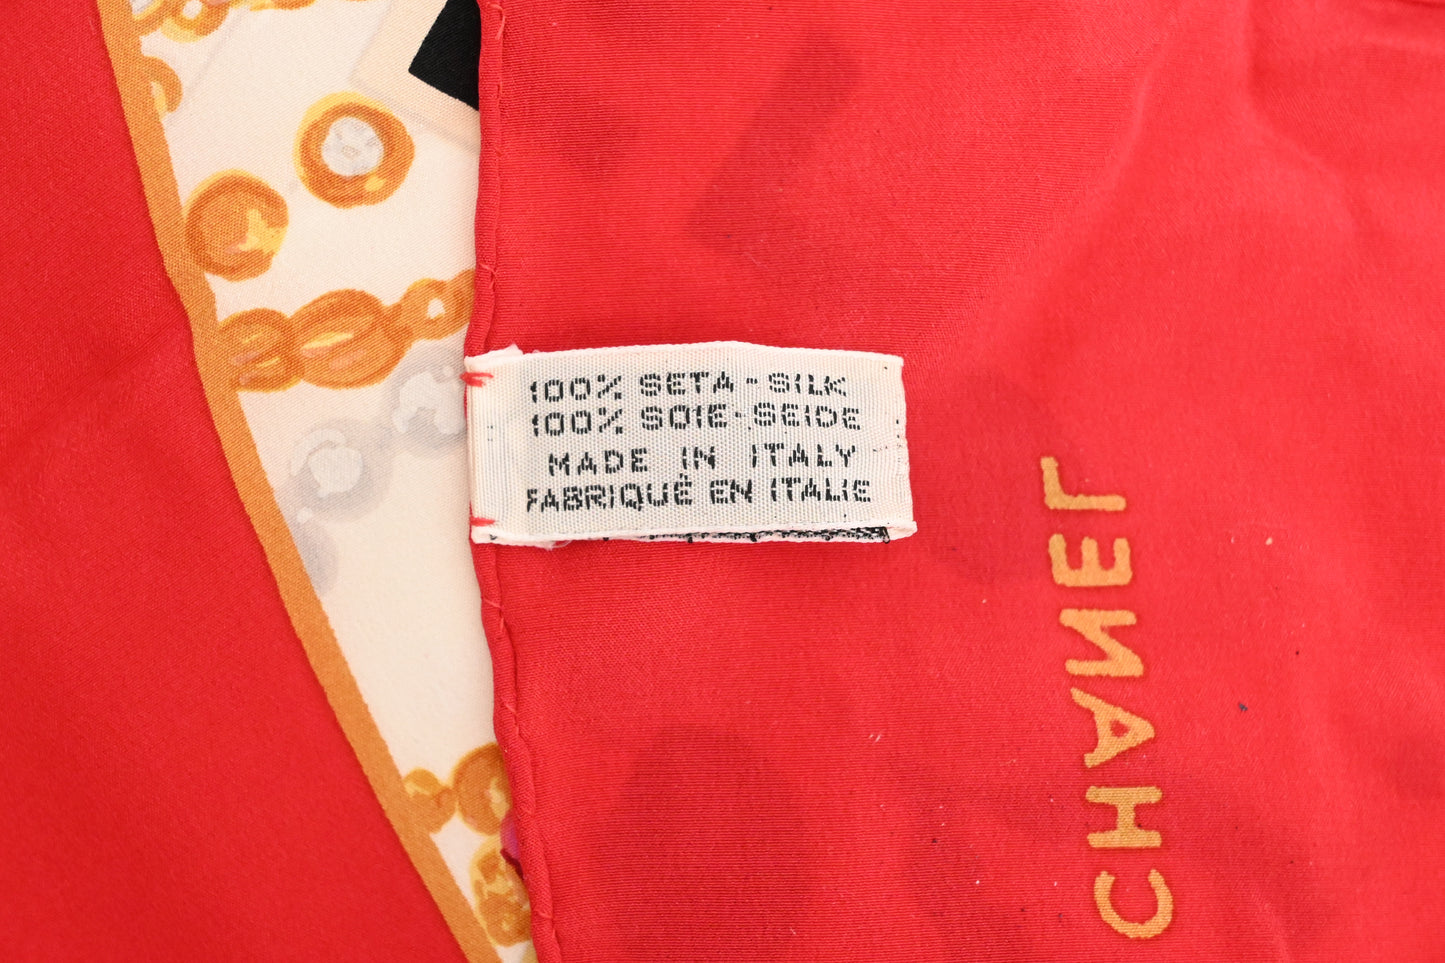 100% SETA - SILK
100% SOIE-SEIDE
MADE IN ITALY
FABRIQUÉ EN ITALIE
CHANEL